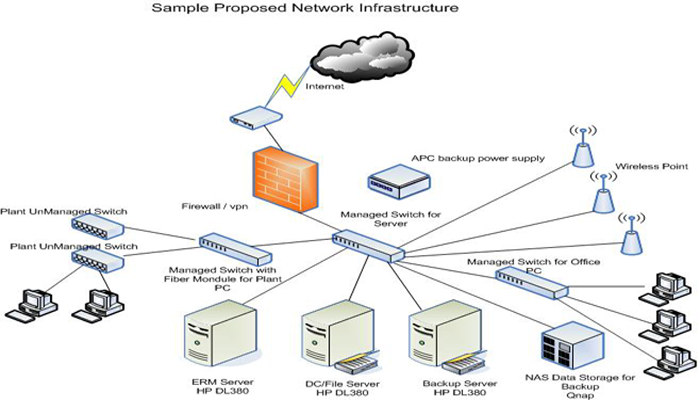 Sample Proposed Network Infrastructure
Internet
APC backup power supply
Wireless Point
Firewall / vpn
Plant UnManaged Switch
Managed Switch for
Server
Plant UnManaged Switch
Managed Switch with
Fiber Mondule for Plant
PC
Managed Switch for Office
PC
ERM Server
HP DL380
DC/File Server
HP DL380
Backup Server
HP DL380
NAS Data Storage for
Backup
Qnap